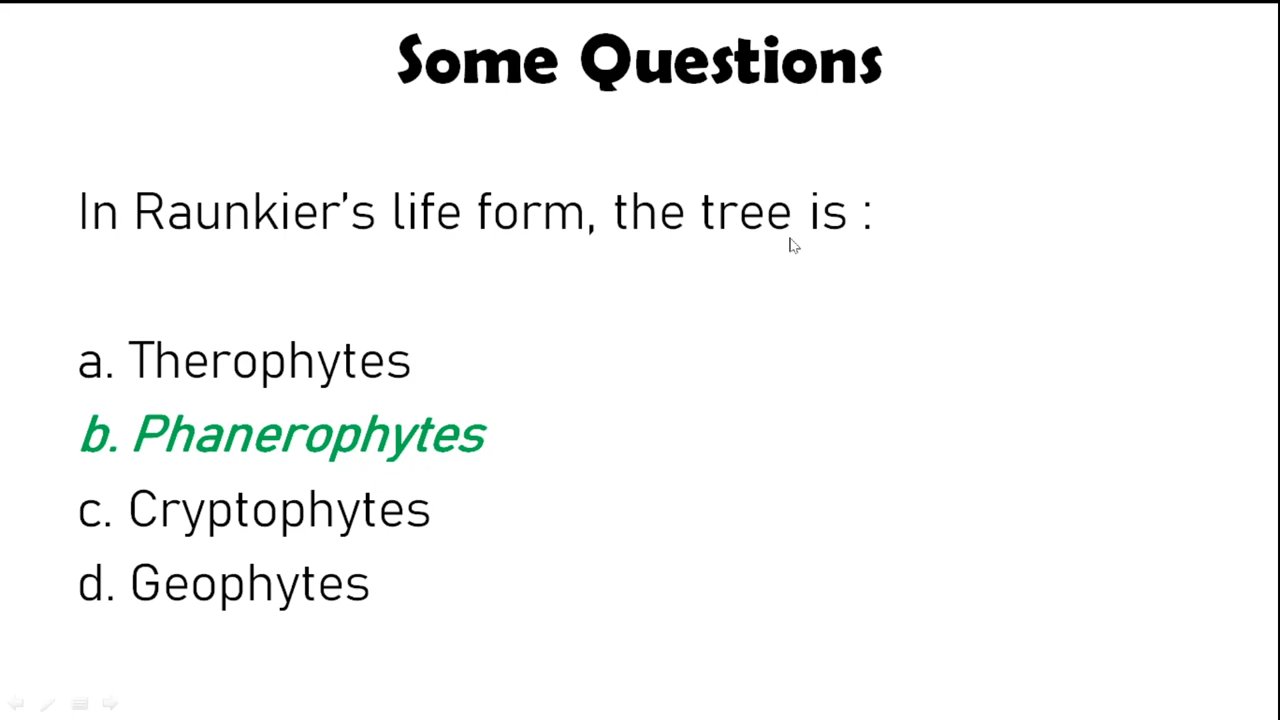 Some Questions
In Raunkier’s life form, the tree is :
a. Therophytes
b. Phanerophytes
c. Cryptophytes
d. Geophytes